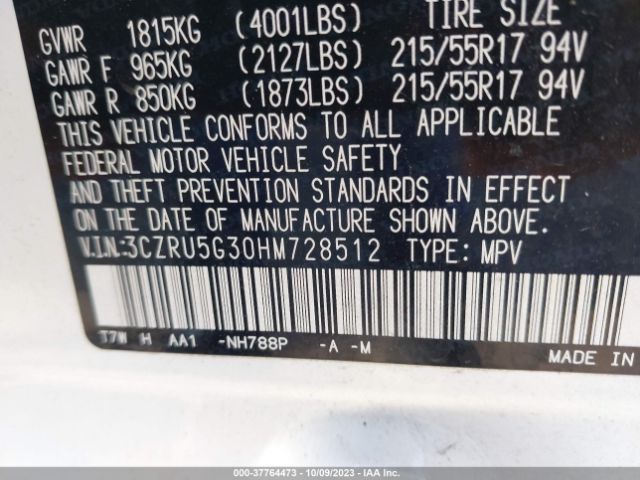 TIRE SIZE
GVWR 1815KG (4001LBS)
GAWR F 965KG (2127LBS) 215/55R17 94V
GAWR R 850KG (1873LBS) 215/55R17 94V
THIS VEHICLE CONFORMS TO ALL APPLICABLE
FEDERAL MOTOR VEHICLE SAFETY
AND THEFT PREVENTION STANDARDS IN EFFECT
ON THE DATE OF MANUFACTURE SHOWN ABOVE.
V.I.N:3CZRU5G30HM728512 TYPE: MPV
T7W H AA1 -NH788P -A -M
MADE IN
000-37764473 - 10/09/2023 - IAA Inc.